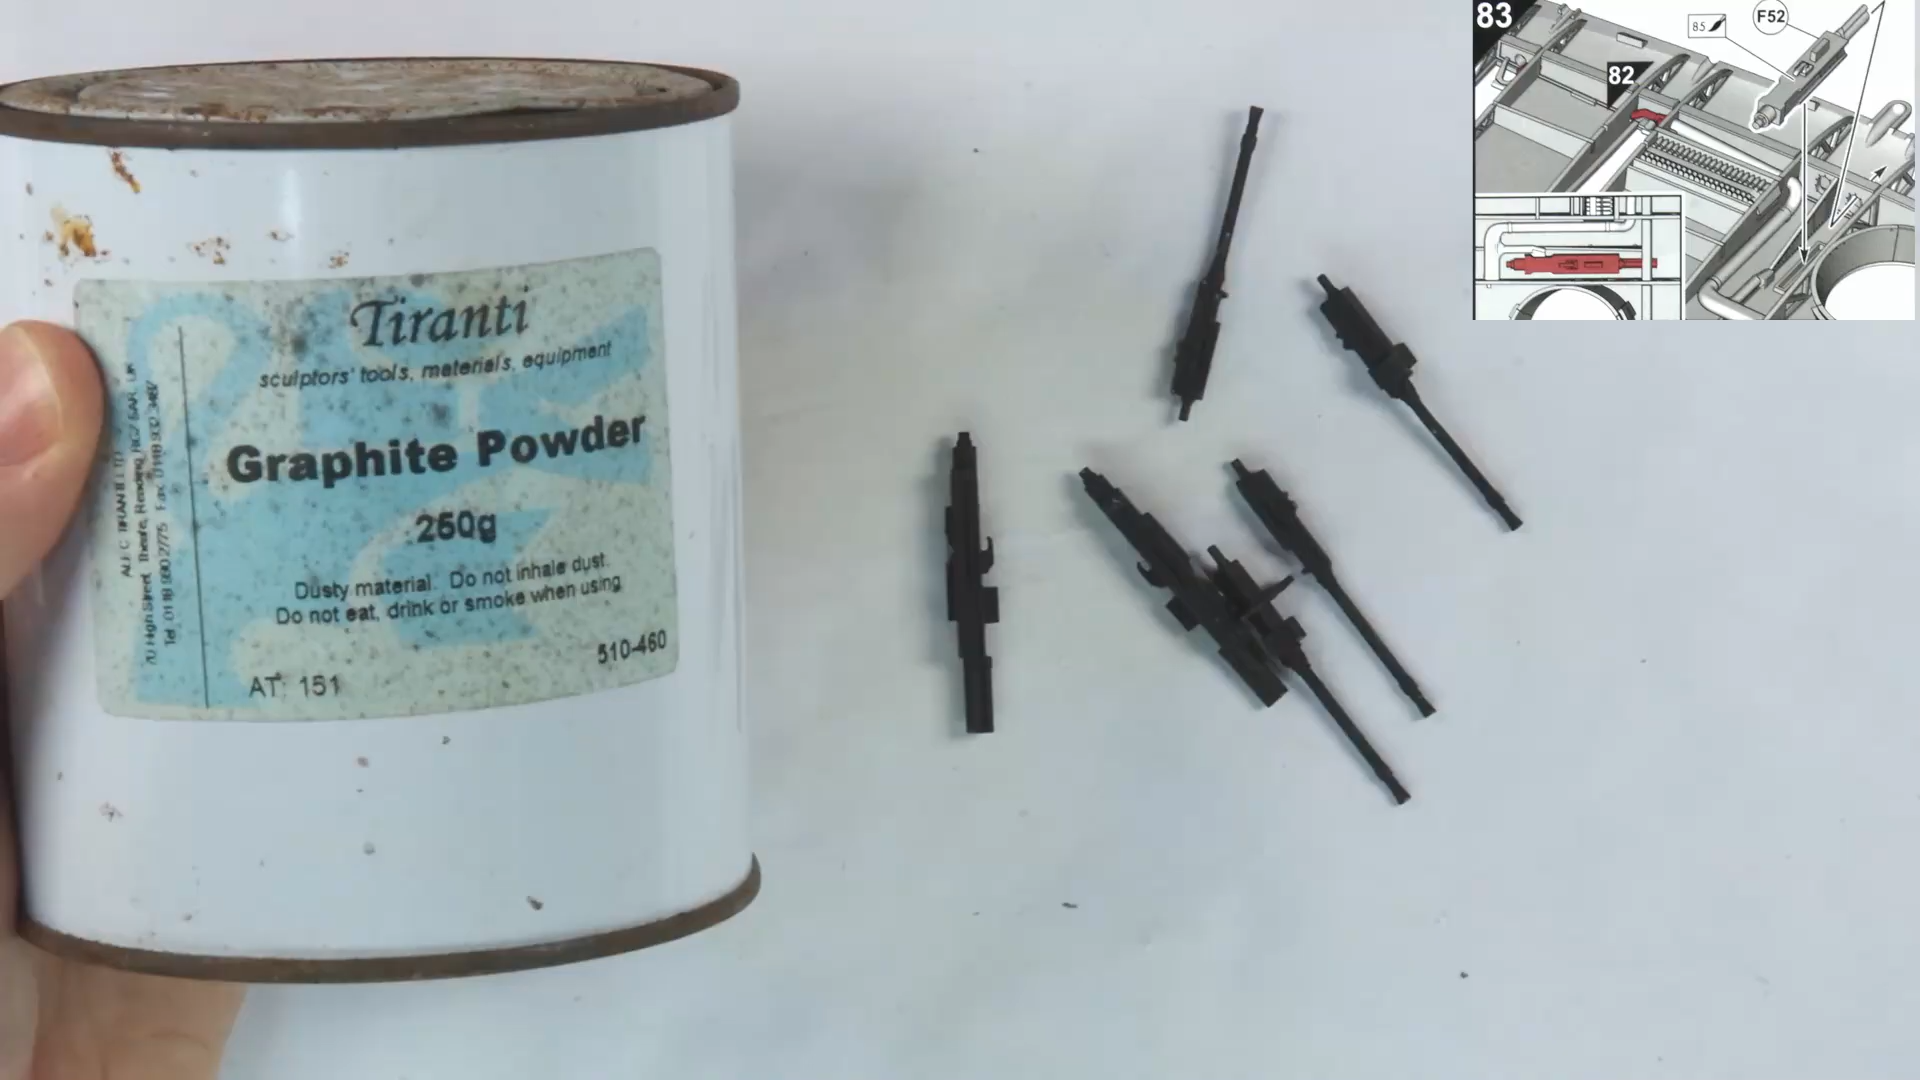 Tiranti
sculptors' tools, materials, equipment
Graphite Powder
250g
Dusty material. Do not inhale dust.
Do not eat, drink or smoke when using
510-460
AT: 151
83
85
F52
82